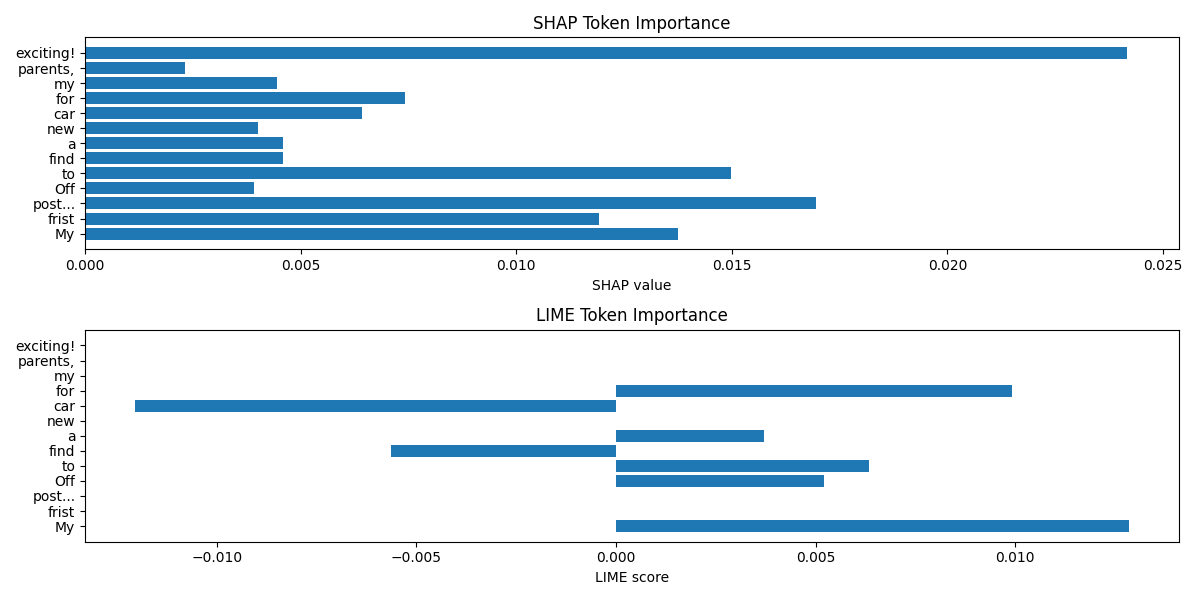 SHAP Token Importance
exciting!
parents,
my
for
car
new
a
find
to
Off
post...
frist
My
0.000 0.005 0.010 0.015 0.020 0.025
SHAP value
LIME Token Importance
exciting!
parents,
my
for
car
new
a
find
to
Off
post...
frist
My
−0.010 −0.005 0.000 0.005 0.010
LIME score